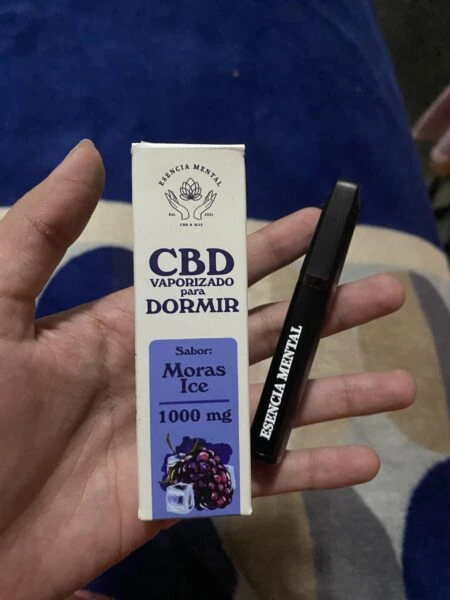 ESENCIA MENTAL
Est. 2021
CBD & MAS
CBD
VAPORIZADO
para
DORMIR
Sabor:
Moras
Ice
1000 mg
ESENCIA MENTAL